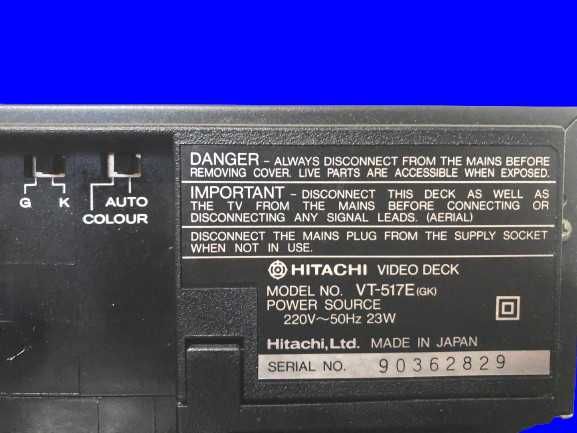 G K AUTO
COLOUR
DANGER - ALWAYS DISCONNECT FROM THE MAINS BEFORE
REMOVING COVER. LIVE PARTS ARE ACCESSIBLE WHEN EXPOSED.
IMPORTANT - DISCONNECT THIS DECK AS WELL AS
THE TV FROM THE MAINS BEFORE CONNECTING OR
DISCONNECTING ANY SIGNAL LEADS. (AERIAL)
DISCONNECT THE MAINS PLUG FROM THE SUPPLY SOCKET
WHEN NOT IN USE.
HITACHI VIDEO DECK
MODEL NO. VT-517E (GK)
POWER SOURCE
220V~50Hz 23W
Hitachi,Ltd. MADE IN JAPAN
SERIAL NO. 90362829